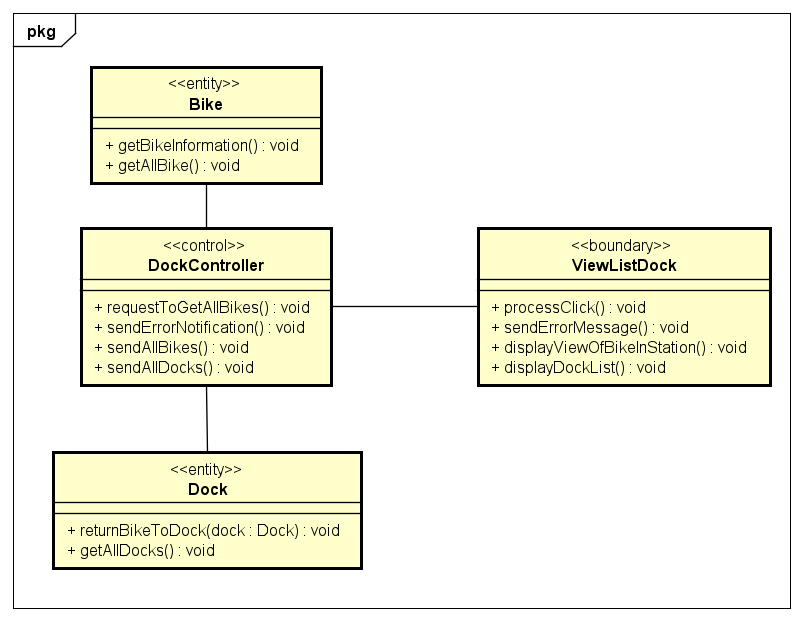 pkg
<<entity>>
Bike
+ getBikeInformation() : void
+ getAllBike() : void
<<control>>
DockController
+ requestToGetAllBikes() : void
+ sendErrorNotification() : void
+ sendAllBikes() : void
+ sendAllDocks() : void
<<boundary>>
ViewListDock
+ processClick() : void
+ sendErrorMessage() : void
+ displayViewOfBikeInStation() : void
+ displayDockList() : void
<<entity>>
Dock
+ returnBikeToDock(dock : Dock) : void
+ getAllDocks() : void